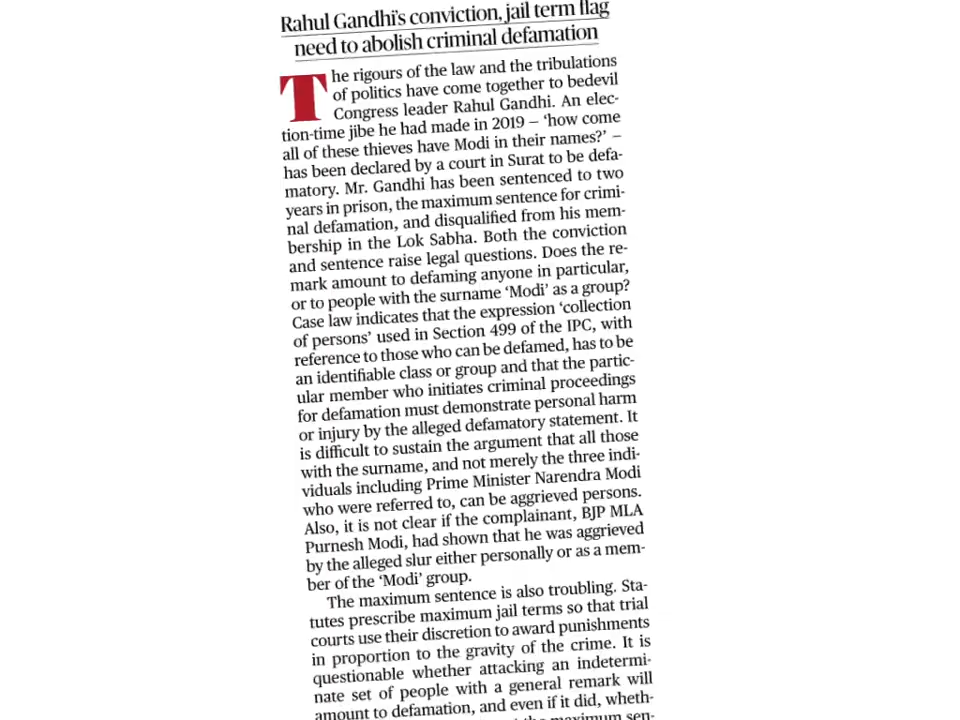 Rahul Gandhi's conviction, jail term flag
need to abolish criminal defamation
The rigours of the law and the tribulations
of politics have come together to bedevil
Congress leader Rahul Gandhi. An elec-
tion-time jibe he had made in 2019 – 'how come
all of these thieves have Modi in their names?' –
has been declared by a court in Surat to be defa-
matory. Mr. Gandhi has been sentenced to two
years in prison, the maximum sentence for crimi-
nal defamation, and disqualified from his mem-
bership in the Lok Sabha. Both the conviction
and sentence raise legal questions. Does the re-
mark amount to defaming anyone in particular,
or to people with the surname 'Modi' as a group?
Case law indicates that the expression 'collection
of persons' used in Section 499 of the IPC, with
reference to those who can be defamed, has to be
an identifiable class or group and that the partic-
ular member who initiates criminal proceedings
for defamation must demonstrate personal harm
or injury by the alleged defamatory statement. It
is difficult to sustain the argument that all those
with the surname, and not merely the three indi-
viduals including Prime Minister Narendra Modi
who were referred to, can be aggrieved persons.
Also, it is not clear if the complainant, BJP MLA
Purnesh Modi, had shown that he was aggrieved
by the alleged slur either personally or as a mem-
ber of the 'Modi' group.
The maximum sentence is also troubling. Sta-
tutes prescribe maximum jail terms so that trial
courts use their discretion to award punishments
in proportion to the gravity of the crime. It is
questionable whether attacking an indetermi-
nate set of people with a general remark will
amount to defamation, and even if it did, wheth-
the maximum sen-